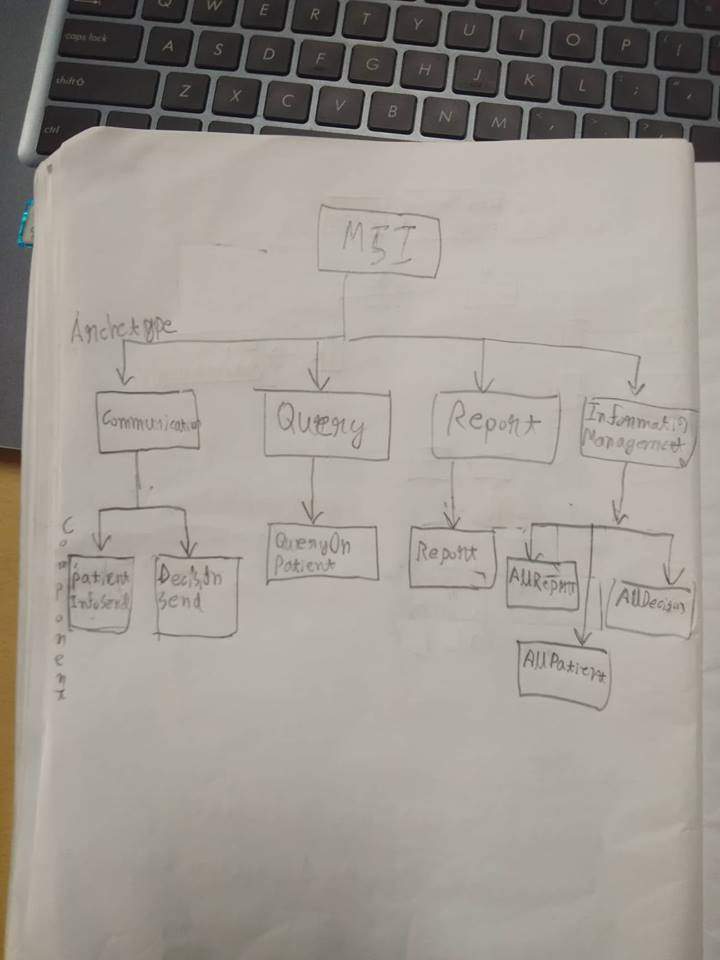 Q W E R T Y U I O P {
caps lock A S D F G H J K L : ; " '
shift Z X C V B N M < , > .
ctrl
M5I
Archetype
Communication
Query
Report
Information
Management
Component
patient
InfoSend
Decision
Send
QueryOn
Patient
Report
AllReport
AllDecision
AllPatient